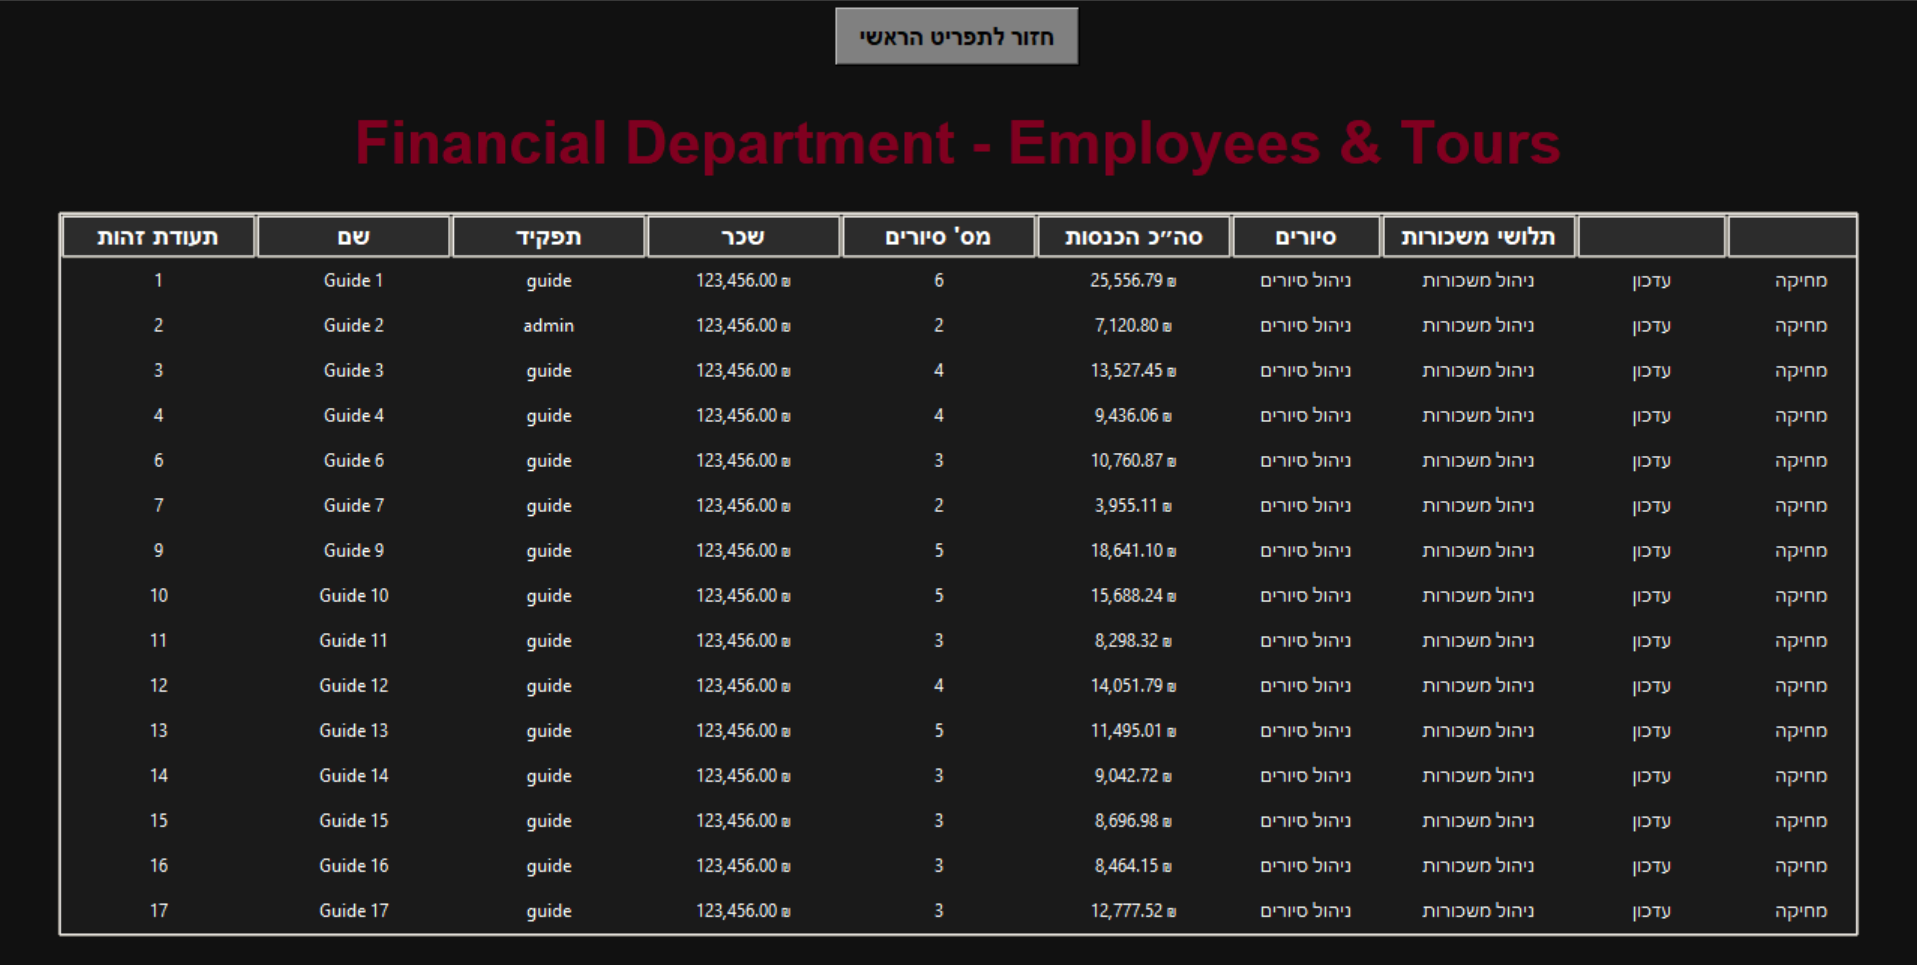 חזור לתפריט הראשי
Financial Department - Employees & Tours
תעודת זהות שם תפקיד שכר מס' סיורים סה״כ הכנסות סיורים תלושי משכורות
1 Guide 1 guide 123,456.00 ₪ 6 25,556.79 ₪ ניהול סיורים ניהול משכורות עדכון מחיקה
2 Guide 2 admin 123,456.00 ₪ 2 7,120.80 ₪ ניהול סיורים ניהול משכורות עדכון מחיקה
3 Guide 3 guide 123,456.00 ₪ 4 13,527.45 ₪ ניהול סיורים ניהול משכורות עדכון מחיקה
4 Guide 4 guide 123,456.00 ₪ 4 9,436.06 ₪ ניהול סיורים ניהול משכורות עדכון מחיקה
6 Guide 6 guide 123,456.00 ₪ 3 10,760.87 ₪ ניהול סיורים ניהול משכורות עדכון מחיקה
7 Guide 7 guide 123,456.00 ₪ 2 3,955.11 ₪ ניהול סיורים ניהול משכורות עדכון מחיקה
9 Guide 9 guide 123,456.00 ₪ 5 18,641.10 ₪ ניהול סיורים ניהול משכורות עדכון מחיקה
10 Guide 10 guide 123,456.00 ₪ 5 15,688.24 ₪ ניהול סיורים ניהול משכורות עדכון מחיקה
11 Guide 11 guide 123,456.00 ₪ 3 8,298.32 ₪ ניהול סיורים ניהול משכורות עדכון מחיקה
12 Guide 12 guide 123,456.00 ₪ 4 14,051.79 ₪ ניהול סיורים ניהול משכורות עדכון מחיקה
13 Guide 13 guide 123,456.00 ₪ 5 11,495.01 ₪ ניהול סיורים ניהול משכורות עדכון מחיקה
14 Guide 14 guide 123,456.00 ₪ 3 9,042.72 ₪ ניהול סיורים ניהול משכורות עדכון מחיקה
15 Guide 15 guide 123,456.00 ₪ 3 8,696.98 ₪ ניהול סיורים ניהול משכורות עדכון מחיקה
16 Guide 16 guide 123,456.00 ₪ 3 8,464.15 ₪ ניהול סיורים ניהול משכורות עדכון מחיקה
17 Guide 17 guide 123,456.00 ₪ 3 12,777.52 ₪ ניהול סיורים ניהול משכורות עדכון מחיקה